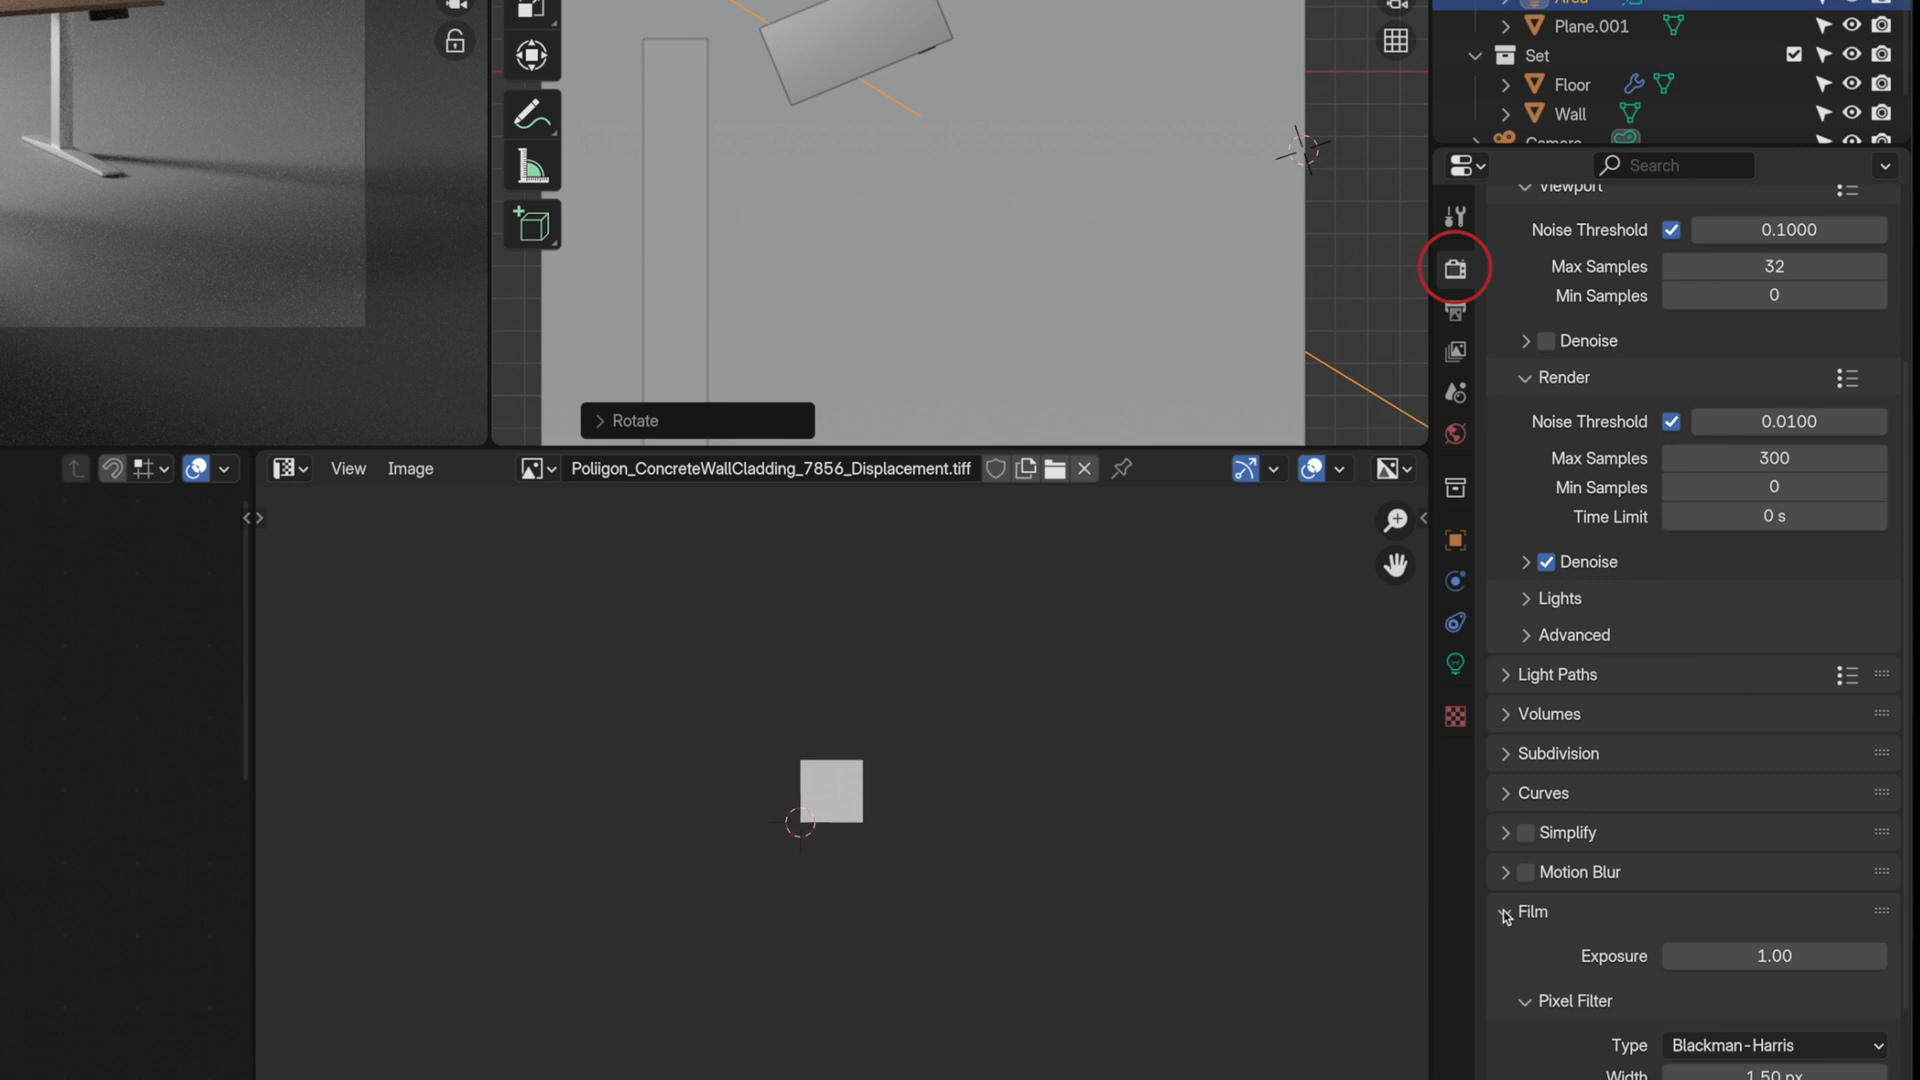 Area
Plane.001
Set
Floor
Wall
Camera
Search
Viewport
Noise Threshold 0.1000
Max Samples 32
Min Samples 0
Denoise
Render
Noise Threshold 0.0100
Max Samples 300
Min Samples 0
Time Limit 0 s
Denoise
Lights
Advanced
Light Paths
Volumes
Subdivision
Curves
Simplify
Motion Blur
Film
Exposure 1.00
Pixel Filter
Type Blackman-Harris
Width 1.50 px
Rotate
View Image Poliigon_ConcreteWallCladding_7856_Displacement.tiff